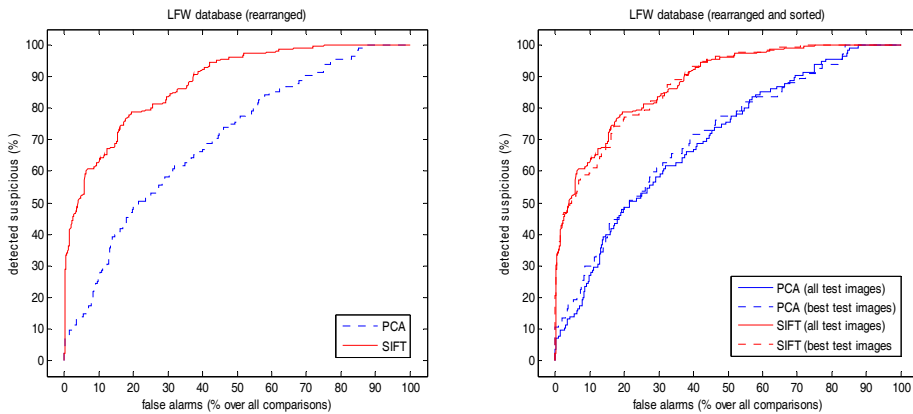 LFW database (rearranged)
100
90
80
70
60
50
40
30
20
10
0
detected suspicious (%)
PCA
SIFT
0 10 20 30 40 50 60 70 80 90 100
false alarms (% over all comparisons)
LFW database (rearranged and sorted)
100
90
80
70
60
50
40
30
20
10
0
detected suspicious (%)
PCA (all test images)
PCA (best test images)
SIFT (all test images)
SIFT (best test images
0 10 20 30 40 50 60 70 80 90 100
false alarms (% over all comparisons)